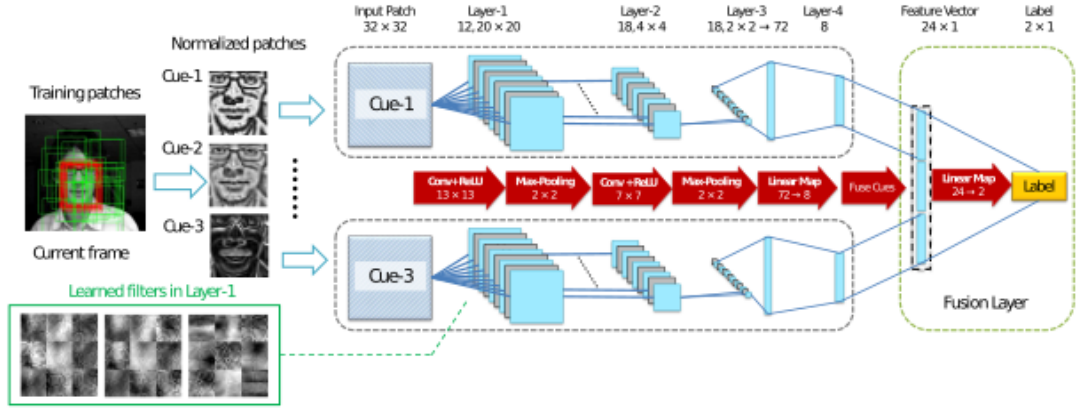 Input Patch
32 × 32
Layer-1
12,20 × 20
Layer-2
18,4 × 4
Layer-3
18,2 × 2 → 72
Layer-4
8
Feature Vector
24 × 1
Label
2 × 1
Normalized patches
Cue-1
Training patches
Cue-2
Cue-3
Current frame
Cue-1
Conv+ReLU
13 × 13
Max-Pooling
2 × 2
Conv+ReLU
7 × 7
Max-Pooling
2 × 2
Linear Map
72→ 8
Fuse Cues
Linear Map
24 → 2
Label
Cue-3
Fusion Layer
Learned filters in Layer-1